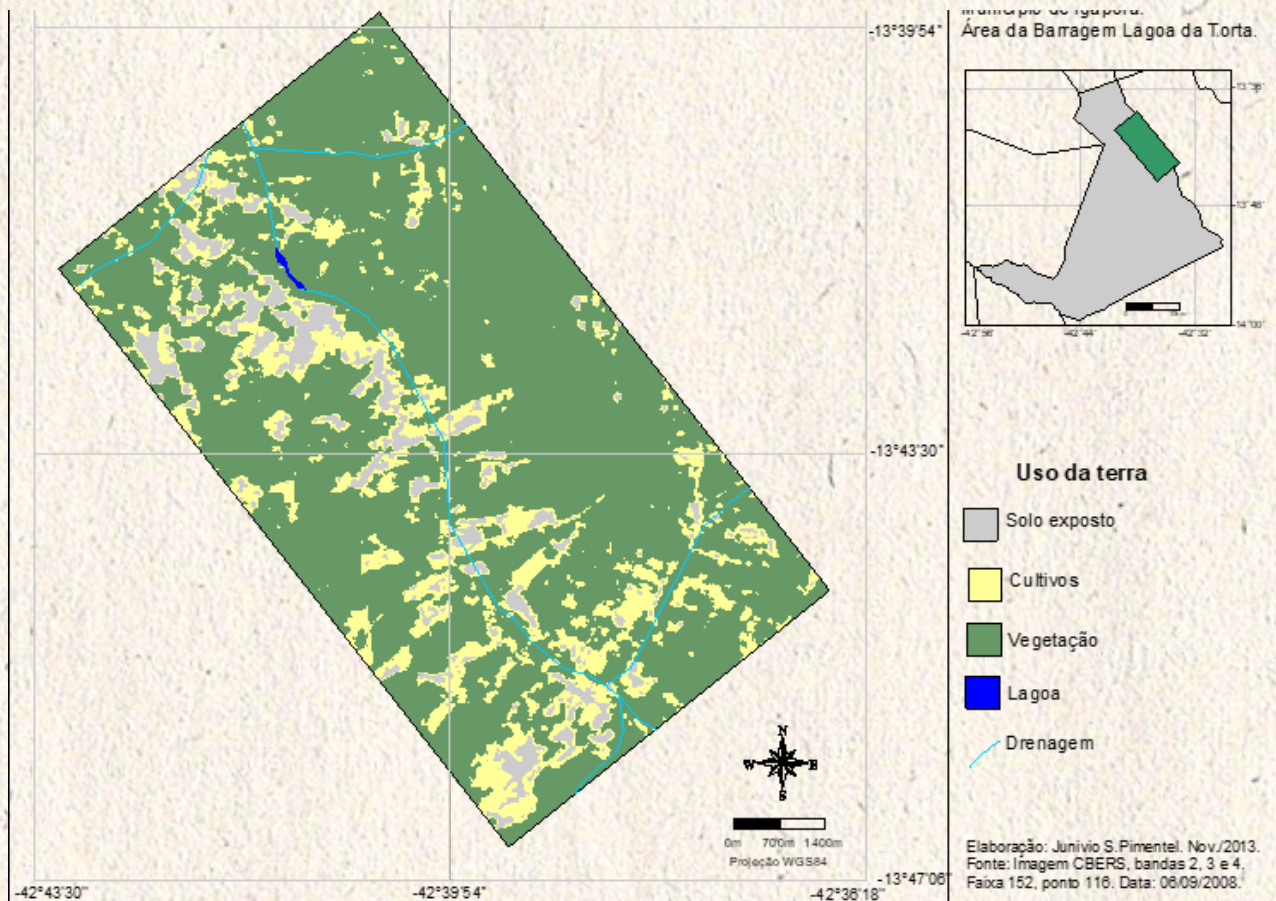 Município de Igaporã.
Área da Barragem Lagoa da Torta.
-13°39'54"
-13°36'
-13°48'
-14°00'
-42°56'
-42°44'
-42°32'
-13°43'30"
Uso da terra
Solo exposto
Cultivos
Vegetação
Lagoa
Drenagem
N
W
E
S
0m 700m 1400m
Projeção WGS84
-13°47'06"
-42°43'30"
-42°39'54"
-42°36'18"
Elaboração: Junivio S.Pimentel. Nov./2013.
Fonte: Imagem CBERS, bandas 2, 3 e 4.
Faixa 152, ponto 116. Data: 06/09/2008.